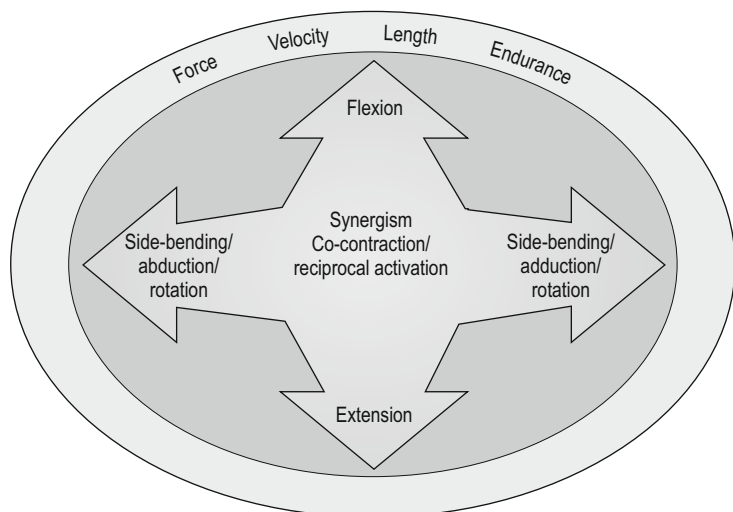 Force Velocity Length Endurance
Flexion
Synergism
Co-contraction/
reciprocal activation
Side-bending/
abduction/
rotation
Side-bending/
adduction/
rotation
Extension